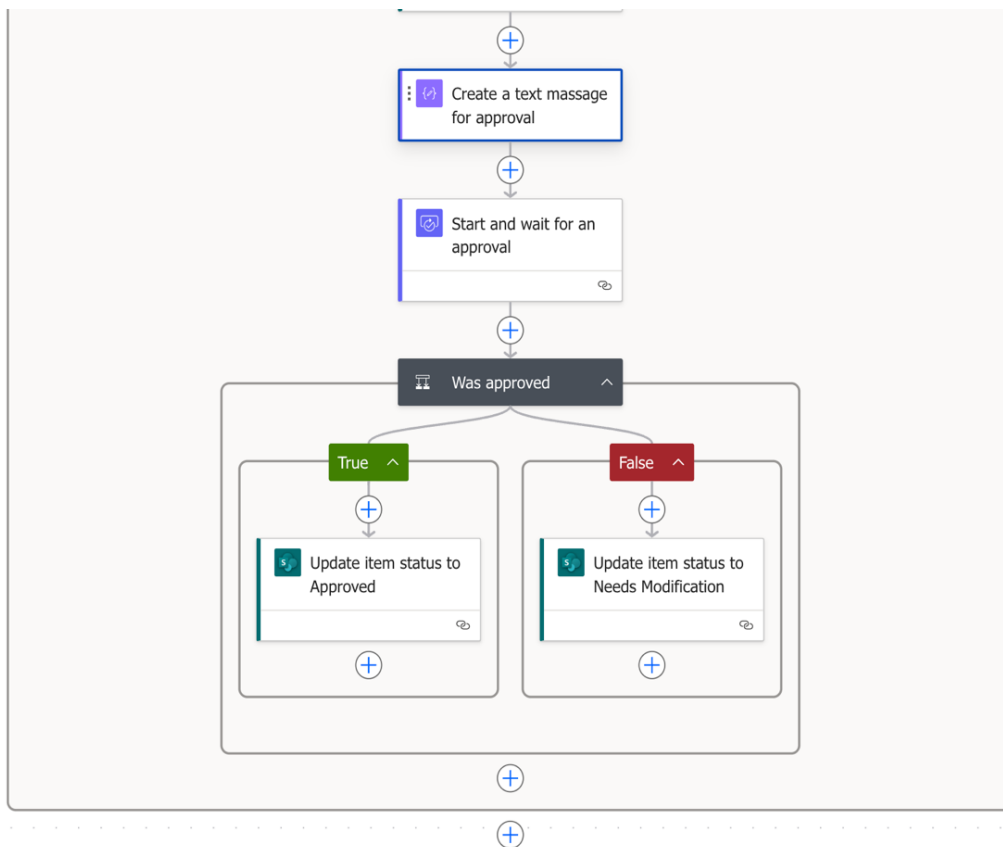 Create a text massage
for approval
Start and wait for an
approval
Was approved
True
False
Update item status to
Approved
Update item status to
Needs Modification